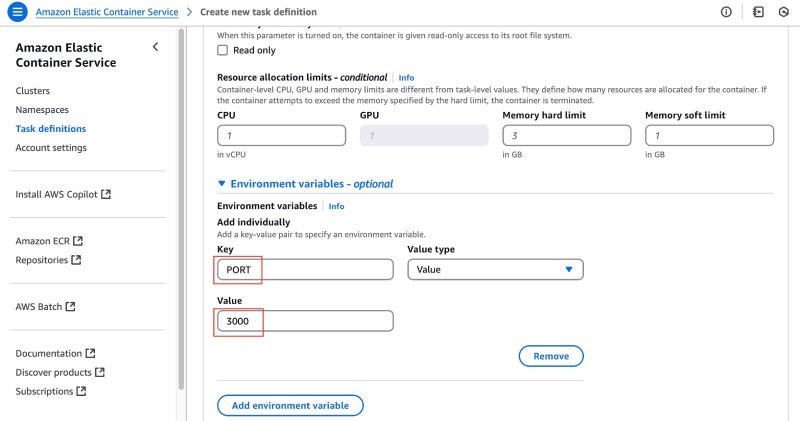 Amazon Elastic Container Service > Create new task definition
Amazon Elastic
Container Service
Clusters
Namespaces
Task definitions
Account settings
Install AWS Copilot
Amazon ECR
Repositories
AWS Batch
Documentation
Discover products
Subscriptions
When this parameter is turned on, the container is given read-only access to its root file system.
Read only
Resource allocation limits - conditional Info
Container-level CPU, GPU and memory limits are different from task-level values. They define how many resources are allocated for the container. If
the container attempts to exceed the memory specified by the hard limit, the container is terminated.
CPU GPU Memory hard limit Memory soft limit
1 1 3 1
in vCPU in GB in GB
Environment variables - optional
Environment variables Info
Add individually
Add a key-value pair to specify an environment variable.
Key Value type
PORT Value
Value
3000
Remove
Add environment variable